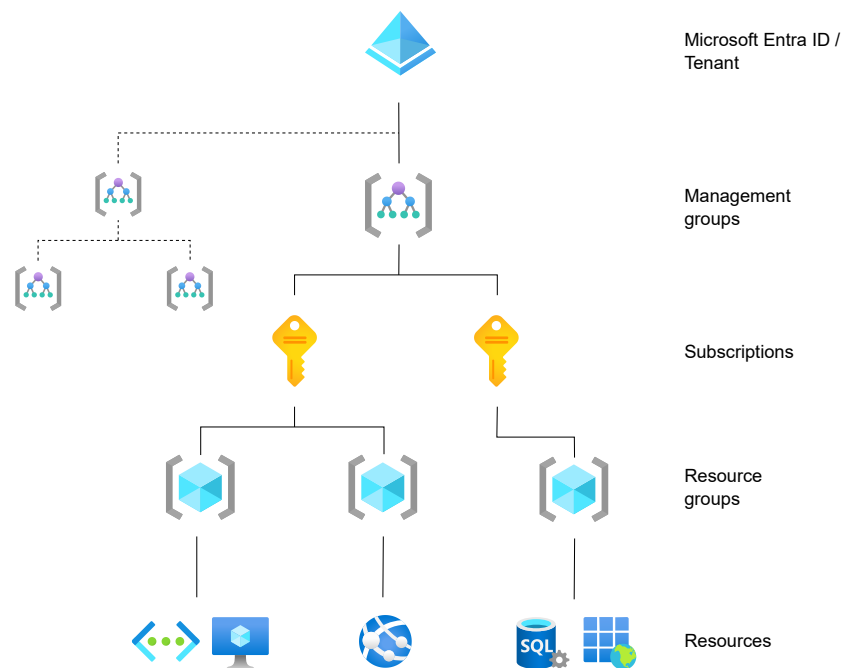 Microsoft Entra ID /
Tenant
Management
groups
Subscriptions
Resource
groups
SQL
Resources